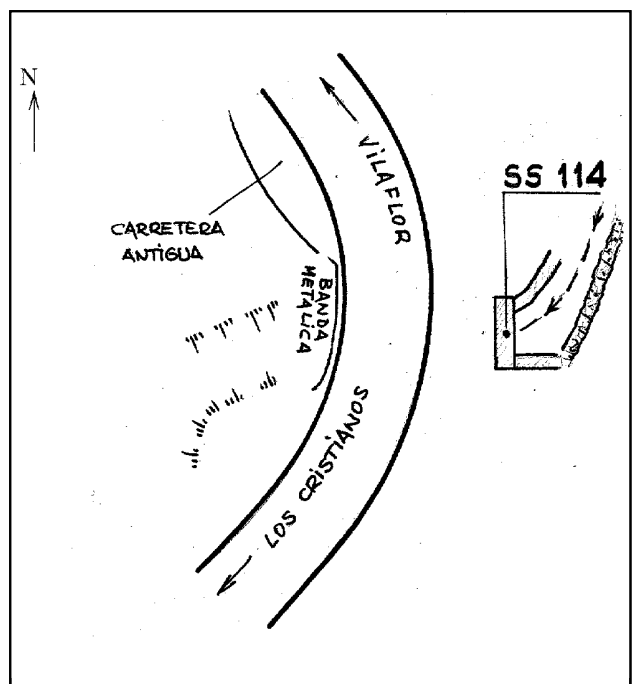 N
VILAFLOR
SS 114
CARRETERA
ANTIGUA
BANDA
METALICA
LOS CRISTIANOS